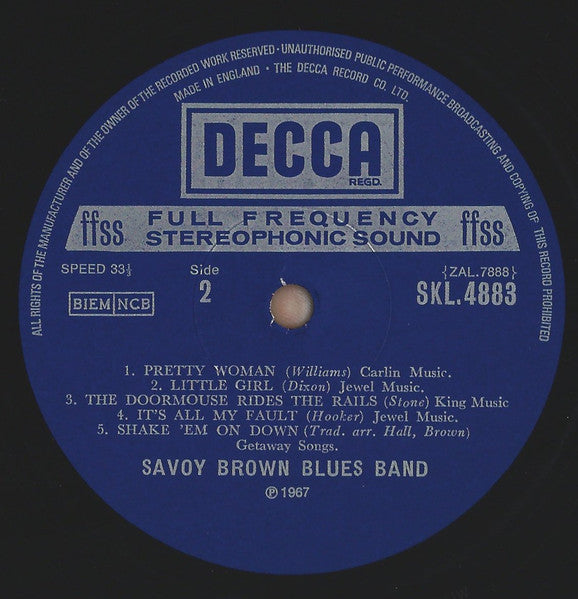 ALL RIGHTS OF THE MANUFACTURER AND OF THE OWNER OF THE RECORDED WORK RESERVED · UNAUTHORISED PUBLIC PERFORMANCE BROADCASTING AND COPYING OF THIS RECORD PROHIBITED
MADE IN ENGLAND · THE DECCA RECORD CO. LTD.
DECCA
REGD.
ffss FULL FREQUENCY ffss
STEREOPHONIC SOUND
SPEED 33⅓ Side {ZAL.7888}
BIEM NCB 2 SKL.4883
1. PRETTY WOMAN (Williams) Carlin Music.
2. LITTLE GIRL (Dixon) Jewel Music.
3. THE DOORMOUSE RIDES THE RAILS (Stone) King Music
4. IT'S ALL MY FAULT (Hooker) Jewel Music.
5. SHAKE 'EM ON DOWN (Trad. arr. Hall, Brown)
Getaway Songs.
SAVOY BROWN BLUES BAND
℗ 1967